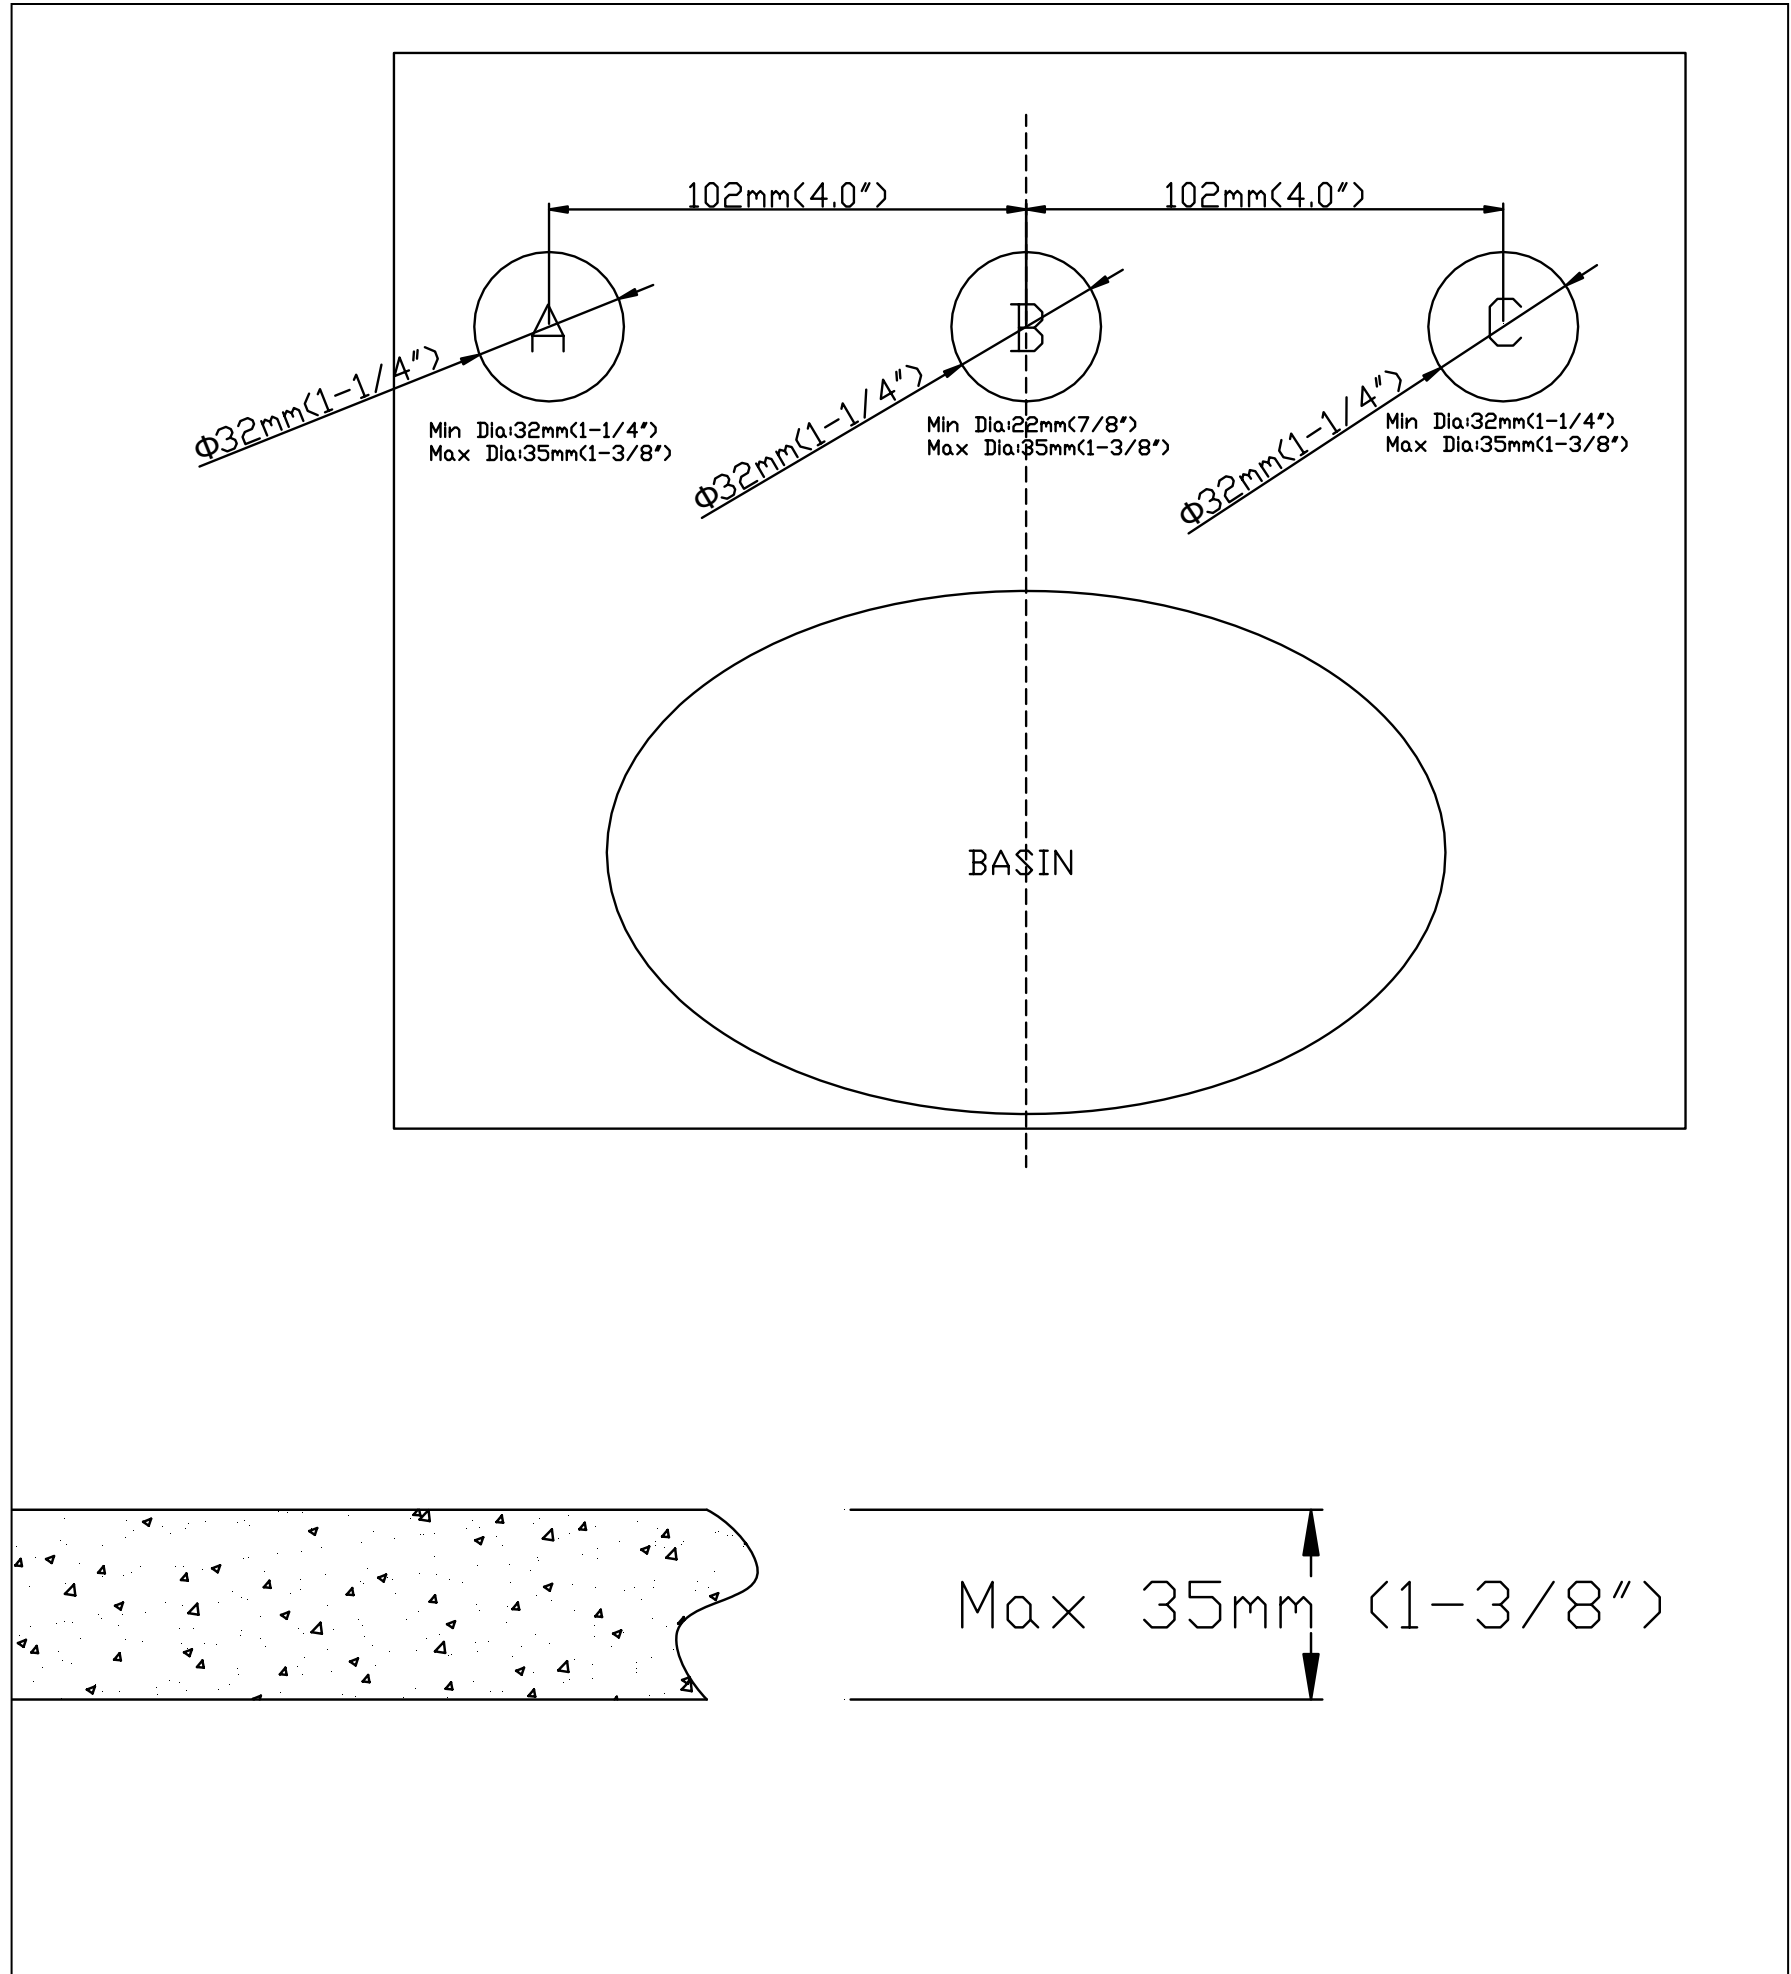 102mm(4.0")
102mm(4.0")
A
B
C
Φ32mm(1-1/4")
Φ32mm(1-1/4")
Φ32mm(1-1/4")
Min Dia:32mm(1-1/4")
Max Dia:35mm(1-3/8")
Min Dia:22mm(7/8")
Max Dia:35mm(1-3/8")
Min Dia:32mm(1-1/4")
Max Dia:35mm(1-3/8")
BASIN
Max 35mm (1-3/8")